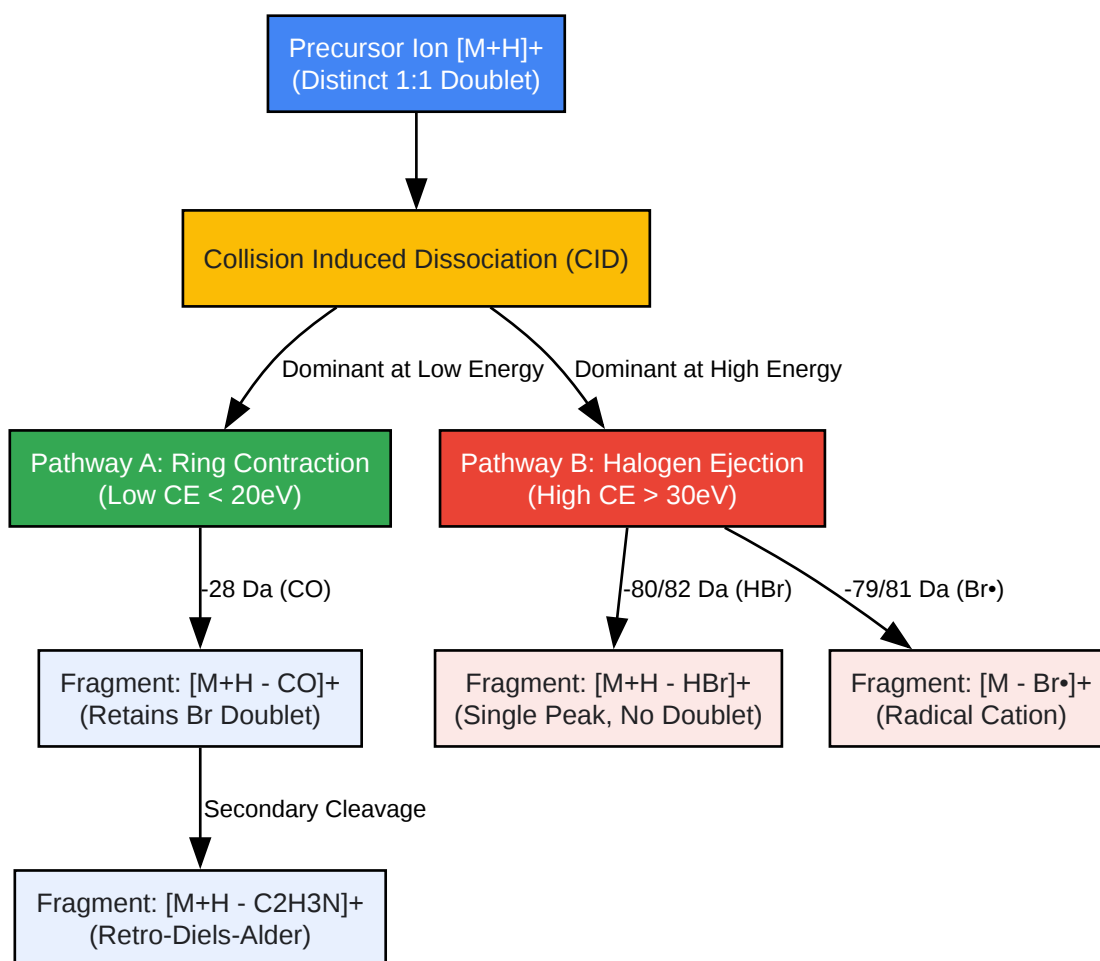 Precursor Ion [M+H]+
(Distinct 1:1 Doublet)
Collision Induced Dissociation (CID)
Dominant at Low Energy
Dominant at High Energy
Pathway A: Ring Contraction
(Low CE < 20eV)
Pathway B: Halogen Ejection
(High CE > 30eV)
-28 Da (CO)
-80/82 Da (HBr)
-79/81 Da (Br•)
Fragment: [M+H - CO]+
(Retains Br Doublet)
Fragment: [M+H - HBr]+
(Single Peak, No Doublet)
Fragment: [M - Br•]+
(Radical Cation)
Secondary Cleavage
Fragment: [M+H - C2H3N]+
(Retro-Diels-Alder)